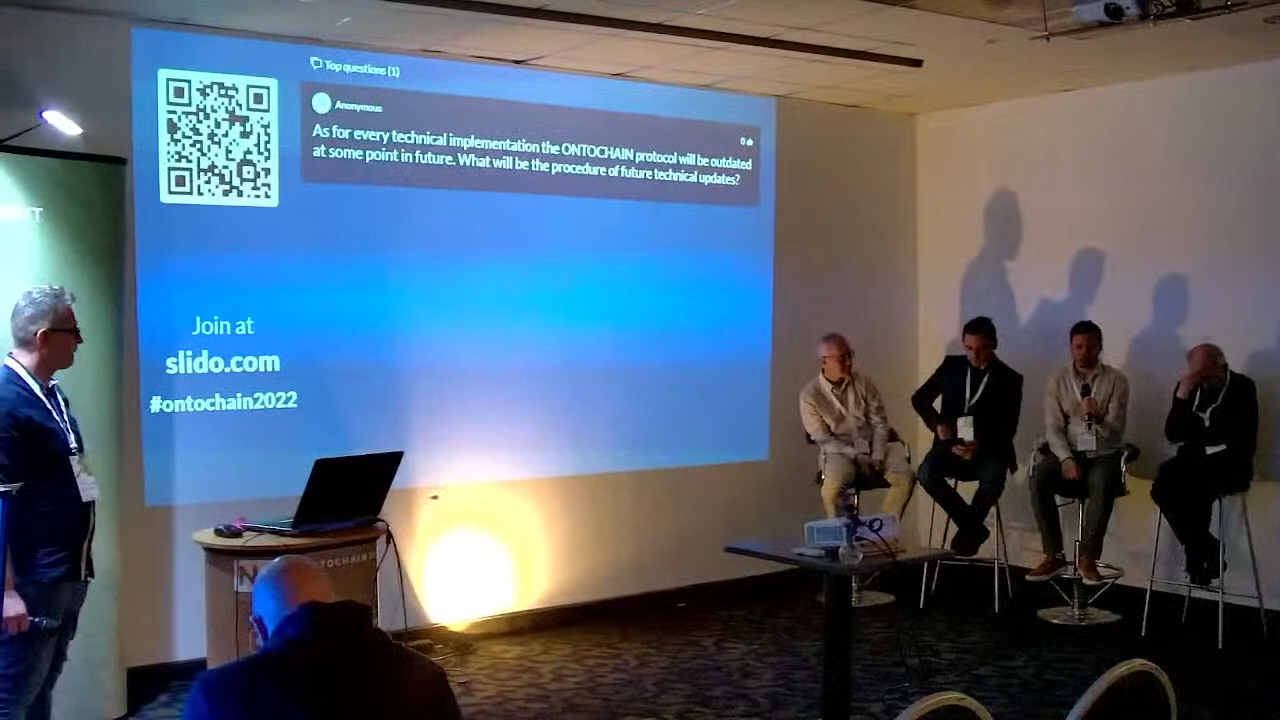 Top questions (1)
Anonymous
0
As for every technical implementation the ONTOCHAIN protocol will be outdated
at some point in future. What will be the procedure of future technical updates?
Join at
slido.com
#ontochain2022